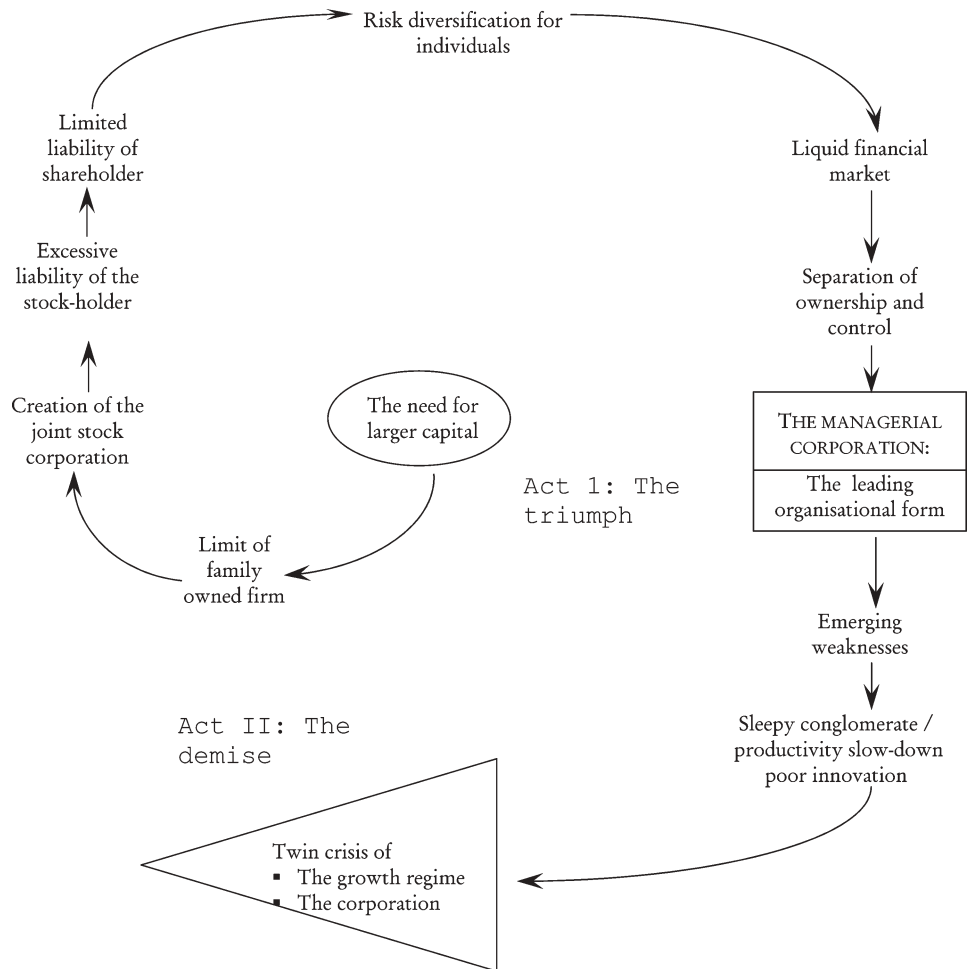 Risk diversification for
individuals
Limited
liability of
shareholder
Liquid financial
market
Excessive
liability of the
stock-holder
Separation of
ownership and
control
Creation of the
joint stock
corporation
The need for
larger capital
THE MANAGERIAL
CORPORATION:
The leading
organisational form
Act 1: The
triumph
Limit of
family
owned firm
Emerging
weaknesses
Sleepy conglomerate /
productivity slow-down
poor innovation
Act II: The
demise
Twin crisis of
▪ The growth regime
▪ The corporation